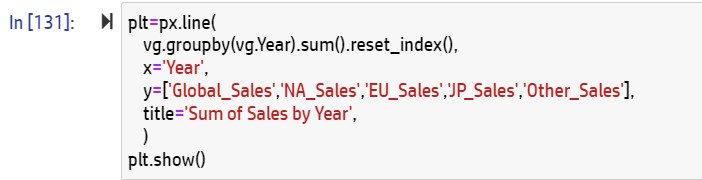 In [131]:
plt=px.line(
vg.groupby(vg.Year).sum().reset_index(),
x='Year',
y=['Global_Sales','NA_Sales','EU_Sales','JP_Sales','Other_Sales'],
title='Sum of Sales by Year',
)
plt.show()